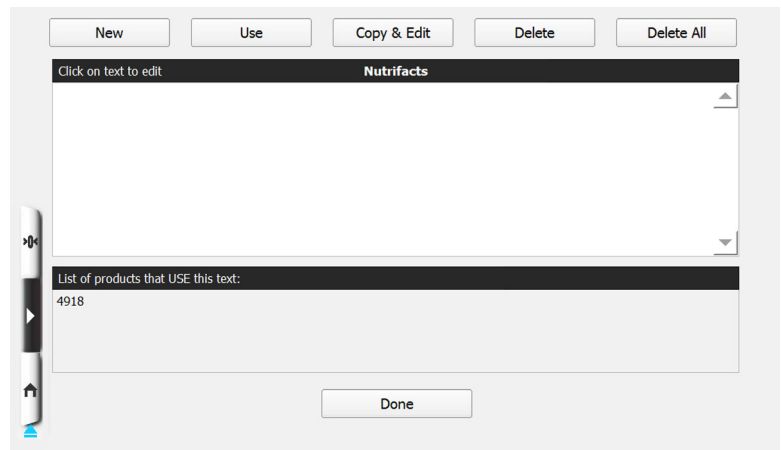 New Use Copy & Edit Delete Delete All
Click on text to edit Nutrifacts
>0<
List of products that USE this text:
4918
Done